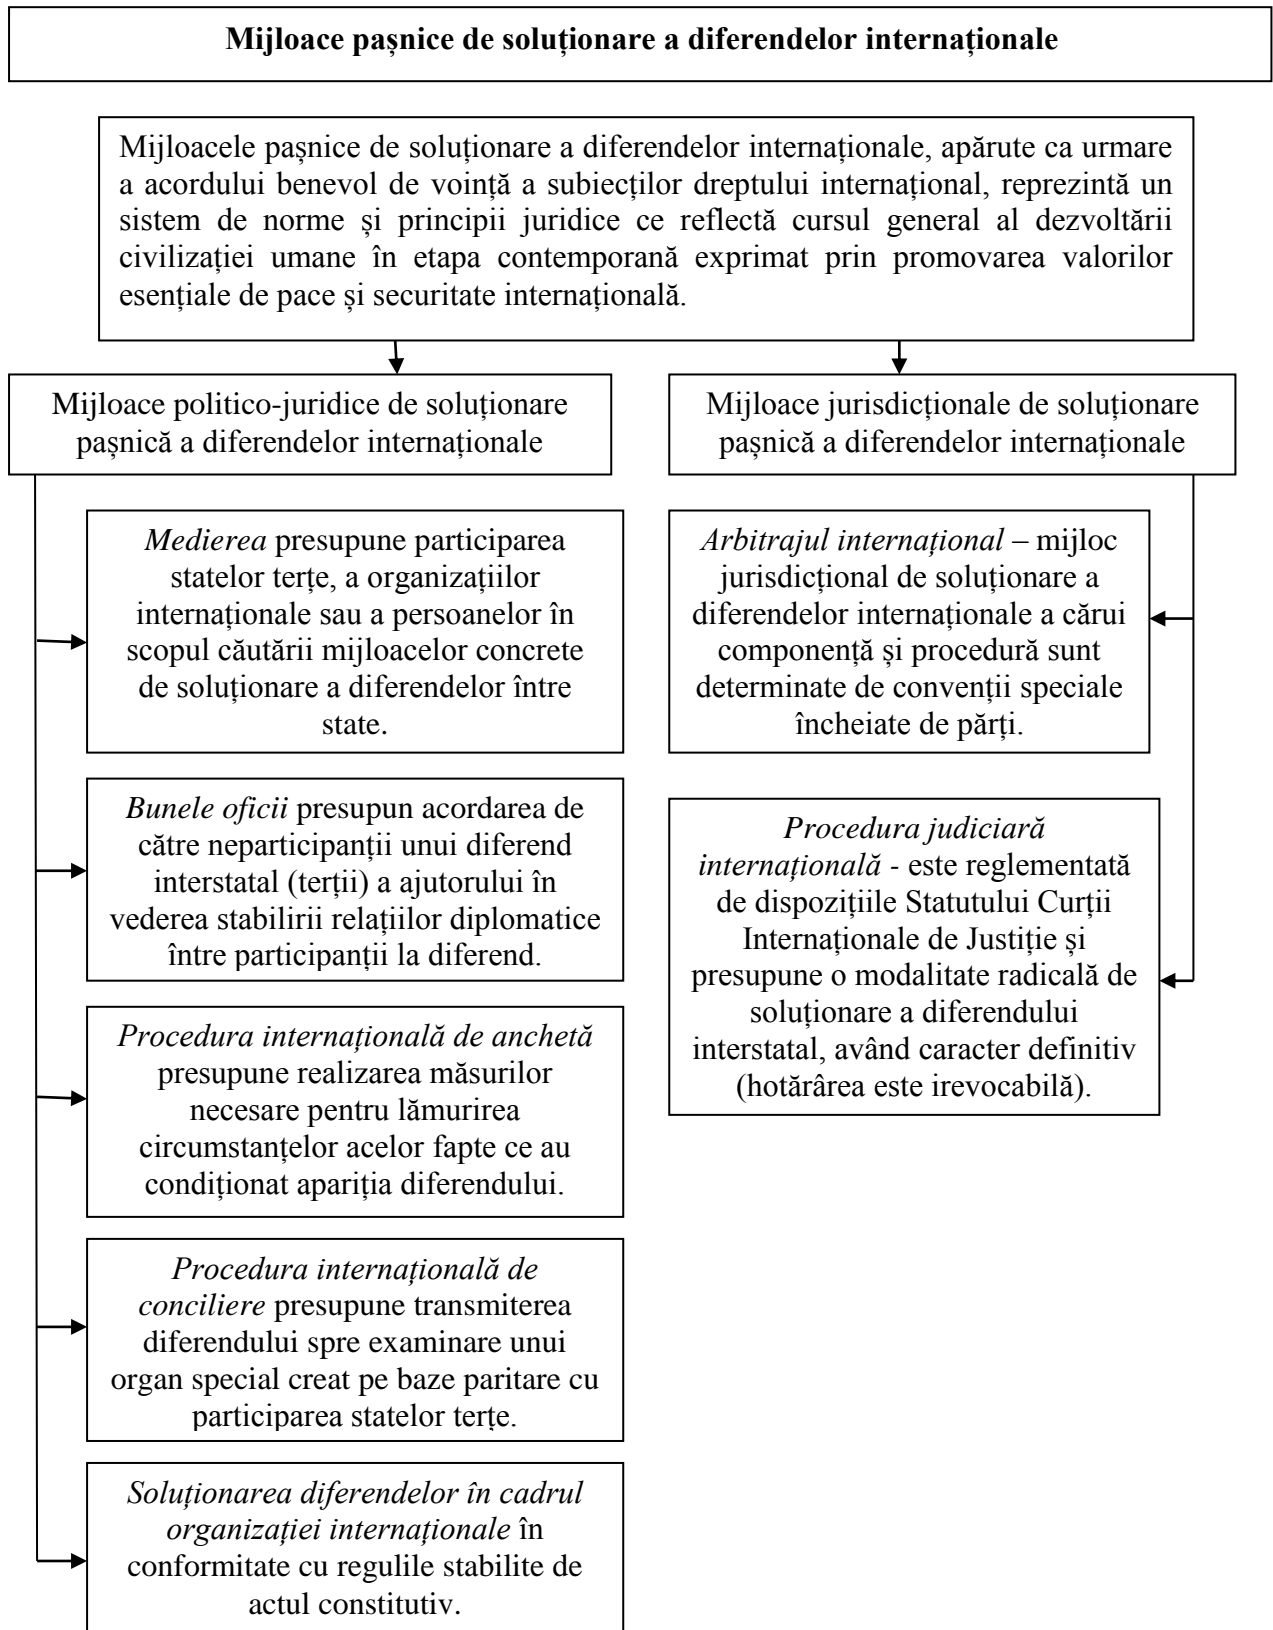 Mijloace pașnice de soluționare a diferendelor internaționale
Mijloacele pașnice de soluționare a diferendelor internaționale, apărute ca urmare
a acordului benevol de voință a subiecților dreptului internațional, reprezintă un
sistem de norme și principii juridice ce reflectă cursul general al dezvoltării
civilizației umane în etapa contemporană exprimat prin promovarea valorilor
esențiale de pace și securitate internațională.
Mijloace politico-juridice de soluționare
pașnică a diferendelor internaționale
Medierea presupune participarea
statelor terțe, a organizațiilor
internaționale sau a persoanelor în
scopul căutării mijloacelor concrete
de soluționare a diferendelor între
state.
Bunele oficii presupun acordarea de
către neparticipanții unui diferend
interstatal (terții) a ajutorului în
vederea stabilirii relațiilor diplomatice
între participanții la diferend.
Procedura internațională de anchetă
presupune realizarea măsurilor
necesare pentru lămurirea
circumstanțelor acelor fapte ce au
condiționat apariția diferendului.
Procedura internațională de
conciliere presupune transmiterea
diferendului spre examinare unui
organ special creat pe baze paritare cu
participarea statelor terțe.
Soluționarea diferendelor în cadrul
organizației internaționale în
conformitate cu regulile stabilite de
actul constitutiv.
Mijloace jurisdicționale de soluționare
pașnică a diferendelor internaționale
Arbitrajul internațional – mijloc
jurisdicțional de soluționare a
diferendelor internaționale a cărui
componență și procedură sunt
determinate de convenții speciale
încheiate de părți.
Procedura judiciară
internațională - este reglementată
de dispozițiile Statutului Curții
Internaționale de Justiție și
presupune o modalitate radicală de
soluționare a diferendului
interstatal, având caracter definitiv
(hotărârea este irevocabilă).